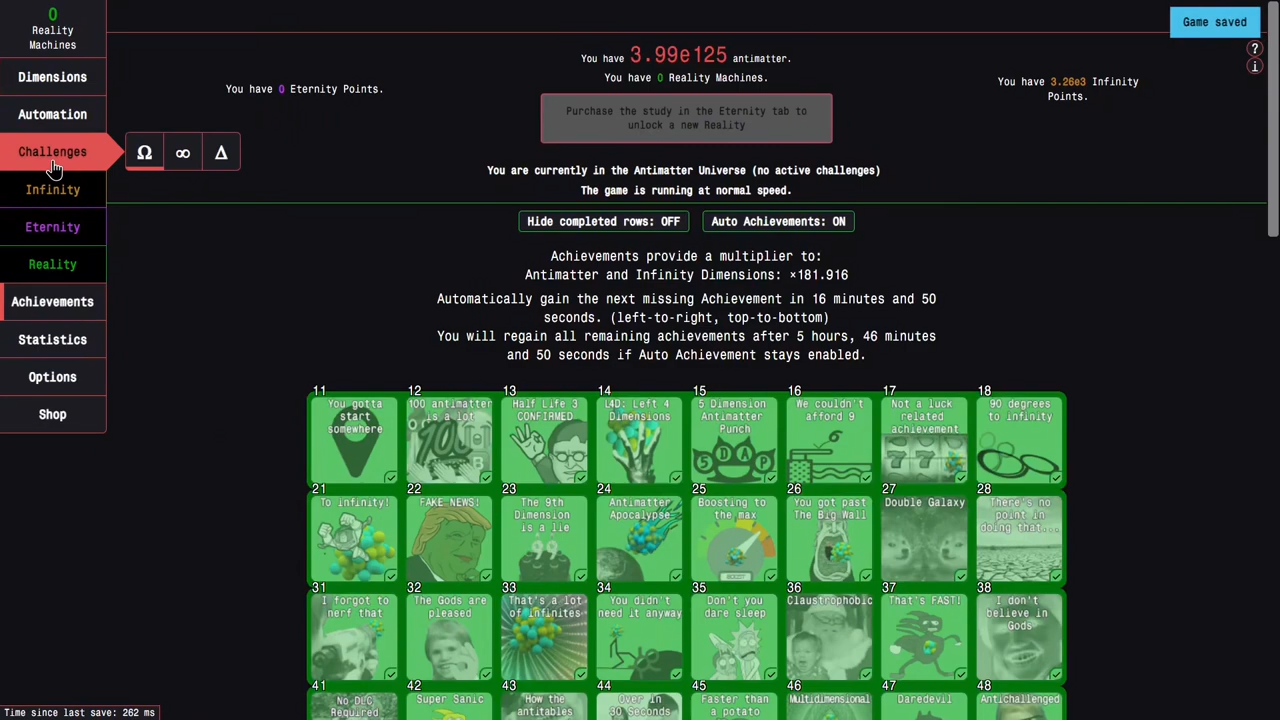 0
Reality
Machines
Dimensions
Automation
Challenges
Infinity
Eternity
Reality
Achievements
Statistics
Options
Shop
Ω
∞
Δ
Game saved
?
i
You have 3.99e125 antimatter.
You have 0 Reality Machines.
You have 0 Eternity Points.
You have 3.26e3 Infinity
Points.
Purchase the study in the Eternity tab to
unlock a new Reality
You are currently in the Antimatter Universe (no active challenges)
The game is running at normal speed.
Hide completed rows: OFF
Auto Achievements: ON
Achievements provide a multiplier to:
Antimatter and Infinity Dimensions: ×181.916
Automatically gain the next missing Achievement in 16 minutes and 50
seconds. (left-to-right, top-to-bottom)
You will regain all remaining achievements after 5 hours, 46 minutes
and 50 seconds if Auto Achievement stays enabled.
11
You gotta
start
somewhere
12
100 antimatter
is a lot
13
Half Life 3
CONFIRMED
14
L4D: Left 4
Dimensions
15
5 Dimension
Antimatter
Punch
5 D A P
16
We couldn't
afford 9
17
Not a luck
related
achievement
18
90 degrees
to infinity
21
To infinity!
22
FAKE NEWS!
23
The 9th
Dimension
is a lie
99
24
Antimatter
Apocalypse
25
Boosting to
the max
BOOST
26
You got past
The Big Wall
27
Double Galaxy
28
There's no
point in
doing that...
31
I forgot to
nerf that
32
The Gods are
pleased
33
That's a lot
of infinites
34
You didn't
need it anyway
35
Don't you
dare sleep
36
Claustrophobic
37
That's FAST!
38
I don't
believe in
Gods
41
No DLC
Required
42
Super Sanic
43
How the
antitables
44
Over in
30 Seconds
45
Faster than
a potato
46
Multidimensional
47
Daredevil
48
Antichallenged
Time since last save: 262 ms